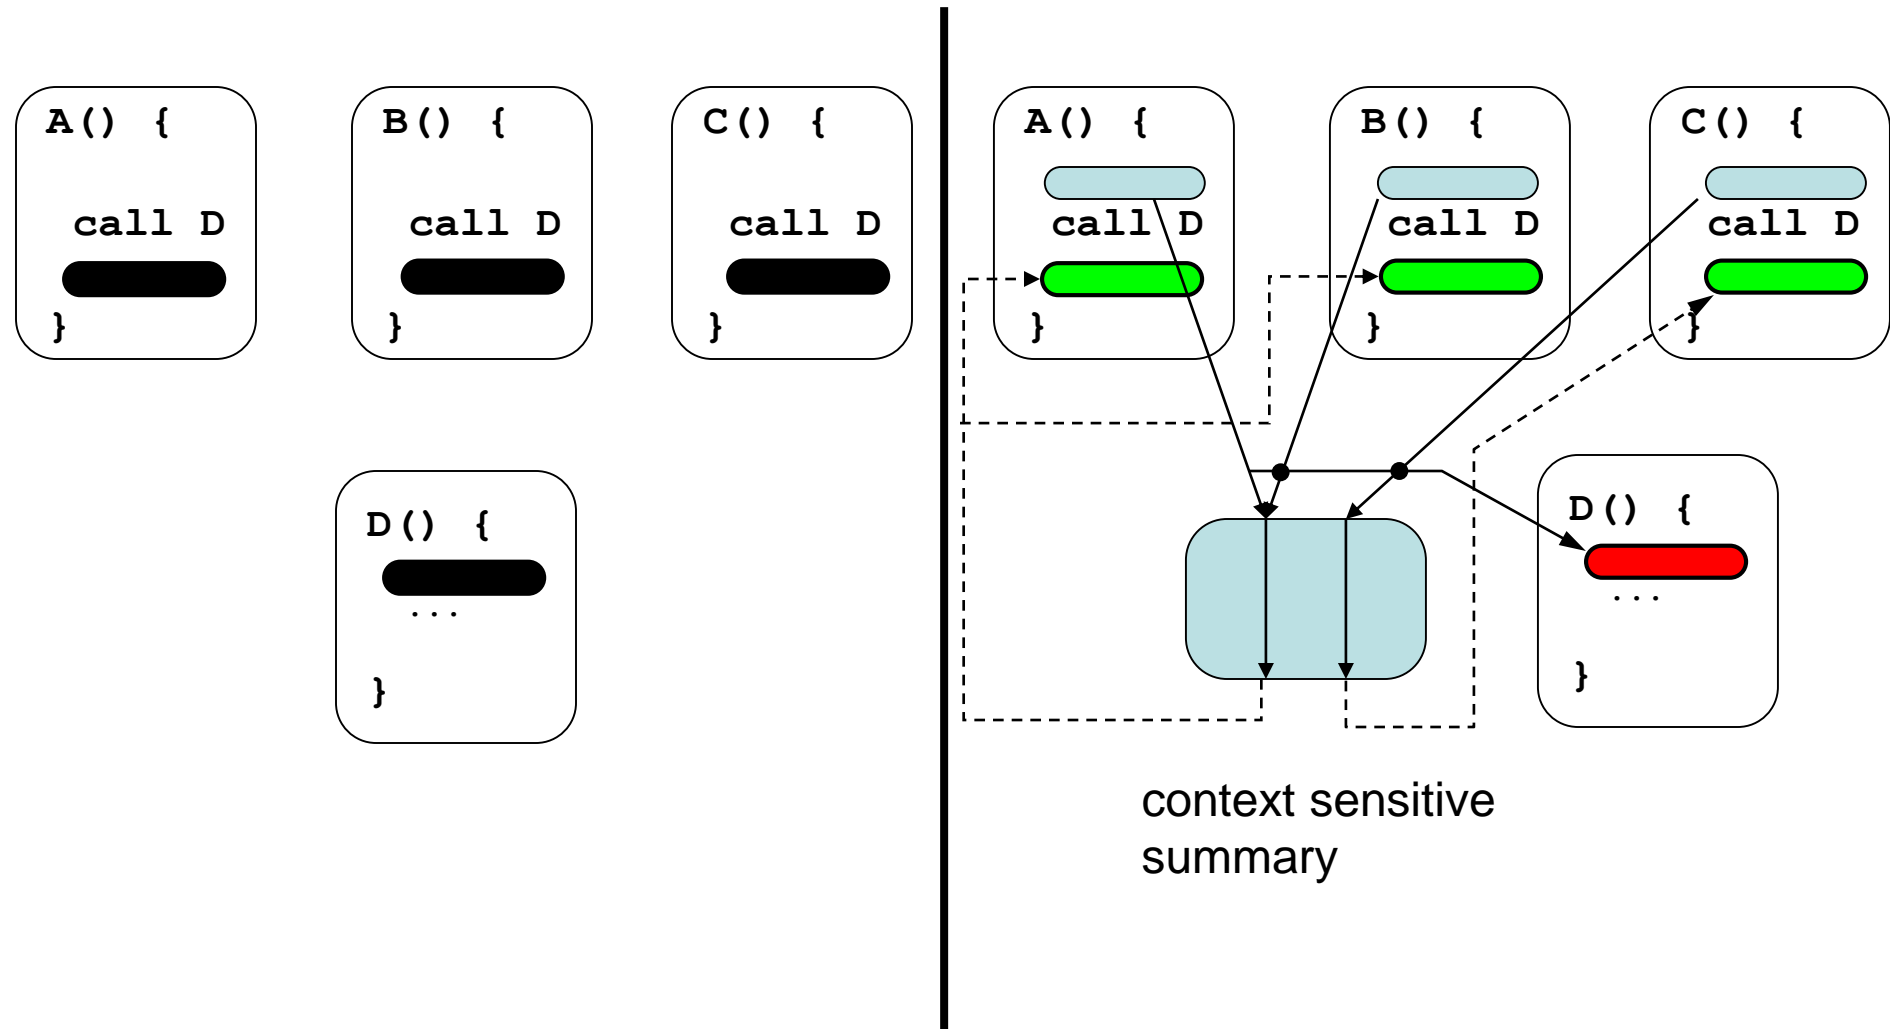 A() {
call D
}
B() {
call D
}
C() {
call D
}
D() {
...
}
A() {
call D
}
B() {
call D
}
C() {
call D
}
D() {
...
}
context sensitive
summary